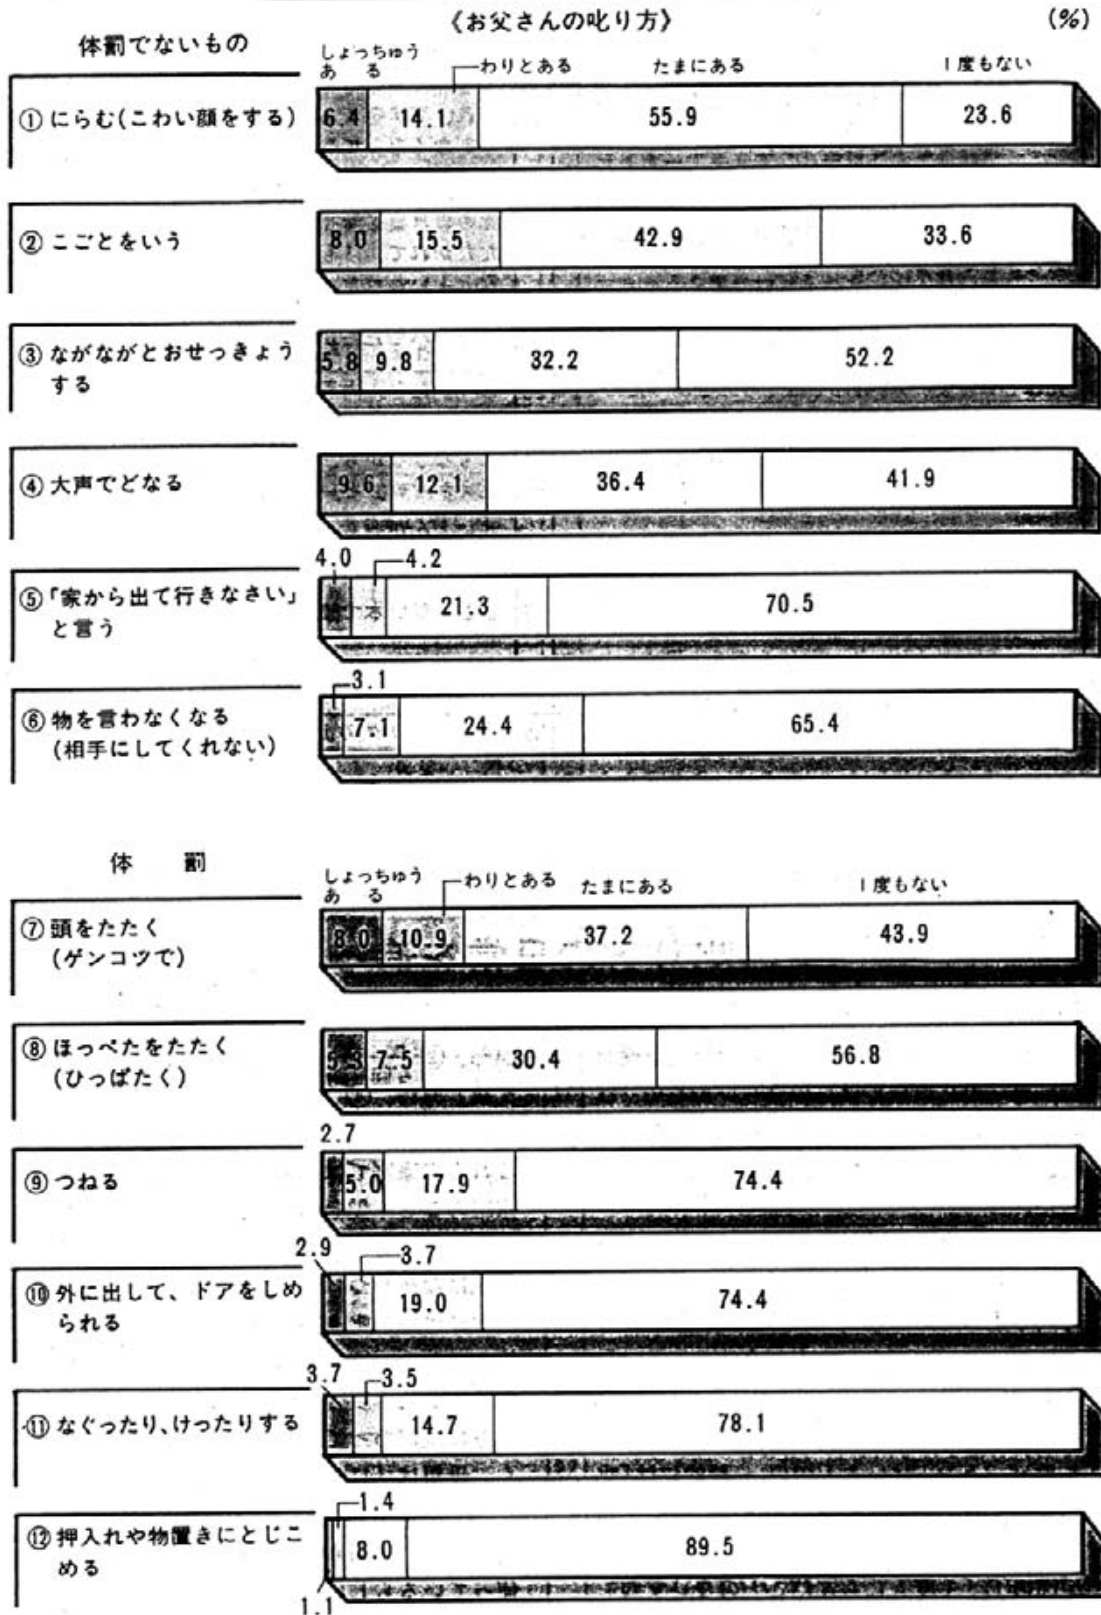 《お父さんの叱り方》
(%)
体罰でないもの
しょっちゅう
ある
わりとある
たまにある
1度もない
①にらむ(こわい顔をする)
6.4 14.1 55.9 23.6
②こごとをいう
8.0 15.5 42.9 33.6
③ながながとおせっきょう
する
5.8 9.8 32.2 52.2
④大声でどなる
9.6 12.1 36.4 41.9
⑤「家から出て行きなさい」
と言う
4.0 4.2 21.3 70.5
⑥物を言わなくなる
(相手にしてくれない)
3.1 7.1 24.4 65.4
体罰
しょっちゅう
ある
わりとある
たまにある
1度もない
⑦頭をたたく
(ゲンコツで)
8.0 10.9 37.2 43.9
⑧ほっぺたをたたく
(ひっぱたく)
5.3 7.5 30.4 56.8
⑨つねる
2.7 5.0 17.9 74.4
⑩外に出して、ドアをしめ
られる
2.9 3.7 19.0 74.4
⑪なぐったり、けったりする
3.7 3.5 14.7 78.1
⑫押入れや物置きにとじこ
める
1.1 1.4 8.0 89.5